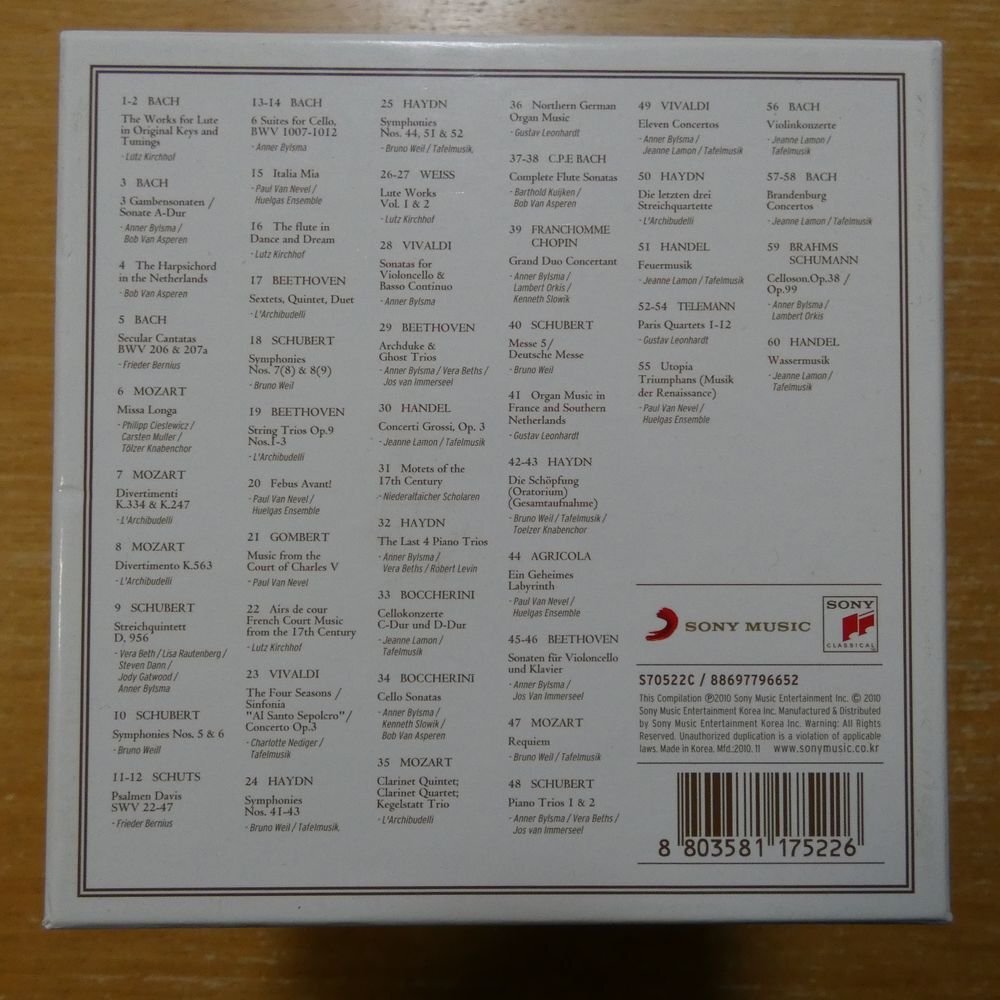 1-2 BACH
The Works for Lute
in Original Keys and
Tunings
- Lutz Kirchhof
3 BACH
3 Gambensonaten /
Sonate A-Dur
- Anner Bylsma /
Bob Van Asperen
4 The Harpsichord
in the Netherlands
- Bob Van Asperen
5 BACH
Secular Cantatas
BWV 206 & 207a
- Frieder Bernius
6 MOZART
Missa Longa
- Philipp Cieslewicz /
Carsten Muller /
Tölzer Knabenchor
7 MOZART
Divertimenti
K.334 & K.247
- L'Archibudelli
8 MOZART
Divertimento K.563
- L'Archibudelli
9 SCHUBERT
Streichquintett
D. 956
- Vera Beth / Lisa Rautenberg /
Steven Dann /
Jody Gatwood /
Anner Bylsma
10 SCHUBERT
Symphonies Nos. 5 & 6
- Bruno Weill
11-12 SCHUTS
Psalmen Davis
SWV 22-47
- Frieder Bernius
13-14 BACH
6 Suites for Cello,
BWV 1007-1012
- Anner Bylsma
15 Italia Mia
- Paul Van Nevel /
Huelgas Ensemble
16 The flute in
Dance and Dream
- Lutz Kirchhof
17 BEETHOVEN
Sextets, Quintet, Duet
- L'Archibudelli
18 SCHUBERT
Symphonies
Nos. 7(8) & 8(9)
- Bruno Weil
19 BEETHOVEN
String Trios Op.9
Nos.1-3
- L'Archibudelli
20 Febus Avant!
- Paul Van Nevel /
Huelgas Ensemble
21 GOMBERT
Music from the
Court of Charles V
- Paul Van Nevel
22 Airs de cour
French Court Music
from the 17th Century
- Lutz Kirchhof
23 VIVALDI
The Four Seasons /
Sinfonia
"Al Santo Sepolcro"/
Concerto Op.3
- Charlotte Nediger /
Tafelmusik
24 HAYDN
Symphonies
Nos. 41-43
- Bruno Weil / Tafelmusik,
25 HAYDN
Symphonies
Nos. 44, 51 & 52
- Bruno Weil / Tafelmusik,
26-27 WEISS
Lute Works
Vol. 1 & 2
- Lutz Kirchhof
28 VIVALDI
Sonatas for
Violoncello &
Basso Continuo
- Anner Bylsma
29 BEETHOVEN
Archduke &
Ghost Trios
- Anner Bylsma / Vera Beths /
Jos van Immerseel
30 HANDEL
Concerti Grossi, Op. 3
- Jeanne Lamon / Tafelmusik
31 Motets of the
17th Century
- Niederaltaicher Scholaren
32 HAYDN
The Last 4 Piano Trios
- Anner Bylsma /
Vera Beths / Robert Levin
33 BOCCHERINI
Cellokonzerte
C-Dur und D-Dur
- Jeanne Lamon /
Tafelmusik
34 BOCCHERINI
Cello Sonatas
- Anner Bylsma /
Kenneth Slowik /
Bob Van Asperen
35 MOZART
Clarinet Quintet;
Clarinet Quartet;
Kegelstatt Trio
- L'Archibudelli
36 Northern German
Organ Music
- Gustav Leonhardt
37-38 C.P.E BACH
Complete Flute Sonatas
- Barthold Kuijken /
Bob Van Asperen
39 FRANCHOMME
CHOPIN
Grand Duo Concertant
- Anner Bylsma /
Lambert Orkis /
Kenneth Slowik
40 SCHUBERT
Messe 5/
Deutsche Messe
- Bruno Weil
41 Organ Music in
France and Southern
Netherlands
- Gustav Leonhardt
42-43 HAYDN
Die Schöpfung
(Oratorium)
(Gesamtaufnahme)
- Bruno Weil / Tafelmusik /
Toelzer Knabenchor
44 AGRICOLA
Ein Geheimes
Labyrinth
- Paul Van Nevel /
Huelgas Ensemble
45-46 BEETHOVEN
Sonaten für Violoncello
und Klavier
- Anner Bylsma /
Jos Van Immerseel
47 MOZART
Requiem
- Bruno Weil / Tafelmusik
48 SCHUBERT
Piano Trios 1 & 2
- Anner Bylsma / Vera Beths /
Jos van Immerseel
49 VIVALDI
Eleven Concertos
- Anner Bylsma /
Jeanne Lamon / Tafelmusik
50 HAYDN
Die letzten drei
Streichquartette
- L'Archibudelli
51 HANDEL
Feuermusik
- Jeanne Lamon / Tafelmusik
52-54 TELEMANN
Paris Quartets 1-12
- Gustav Leonhardt
55 Utopia
Triumphans (Musik
der Renaissance)
- Paul Van Nevel /
Huelgas Ensemble
56 BACH
Violinkonzerte
- Jeanne Lamon /
Tafelmusik
57-58 BACH
Brandenburg
Concertos
- Jeanne Lamon / Tafelmusik
59 BRAHMS
SCHUMANN
Celloson.Op.38 /
Op.99
- Anner Bylsma /
Lambert Orkis
60 HANDEL
Wassermusik
- Jeanne Lamon /
Tafelmusik
SONY MUSIC
SONY
CLASSICAL
S70522C / 88697796652
This Compilation ℗2010 Sony Music Entertainment Inc. © 2010
Sony Music Entertainment Korea Inc. Manufactured & Distributed
by Sony Music Entertainment Korea Inc. Warning: All Rights
Reserved. Unauthorized duplication is a violation of applicable
laws. Made in Korea. Mfd.:2010. 11 www.sonymusic.co.kr
8 803581 175226